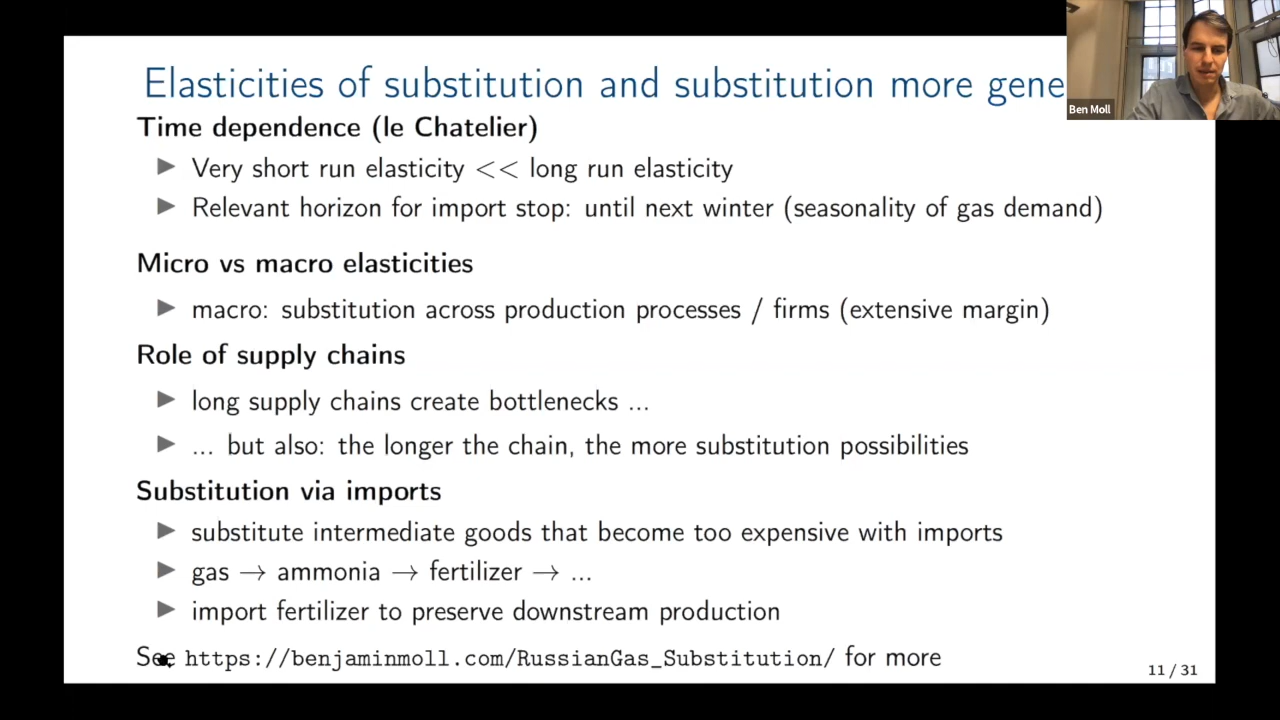 Elasticities of substitution and substitution more gene
Ben Moll
Time dependence (le Chatelier)
▶ Very short run elasticity << long run elasticity
▶ Relevant horizon for import stop: until next winter (seasonality of gas demand)
Micro vs macro elasticities
▶ macro: substitution across production processes / firms (extensive margin)
Role of supply chains
▶ long supply chains create bottlenecks ...
▶ ... but also: the longer the chain, the more substitution possibilities
Substitution via imports
▶ substitute intermediate goods that become too expensive with imports
▶ gas → ammonia → fertilizer → ...
▶ import fertilizer to preserve downstream production
See https://benjaminmoll.com/RussianGas_Substitution/ for more
11 / 31